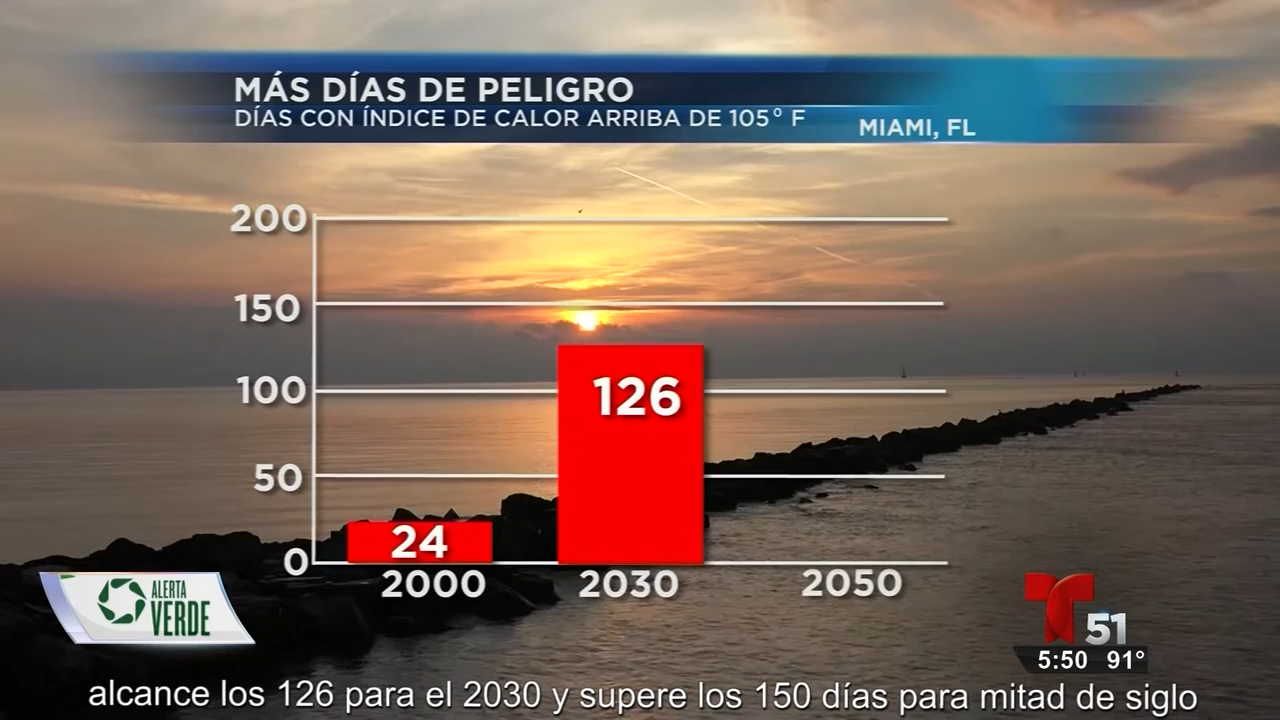 MÁS DÍAS DE PELIGRO
DÍAS CON ÍNDICE DE CALOR ARRIBA DE 105° F
MIAMI, FL
200
150
100
50
0
126
24
2000 2030 2050
ALERTA
VERDE
51
5:50 91°
alcance los 126 para el 2030 y supere los 150 días para mitad de siglo